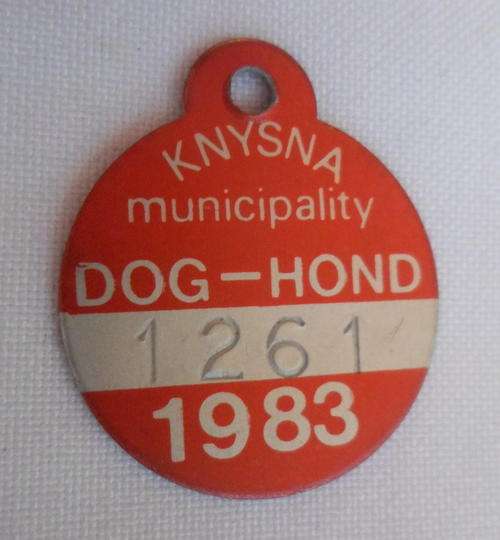 KNYSNA
municipality
DOG-HOND
1261
1983